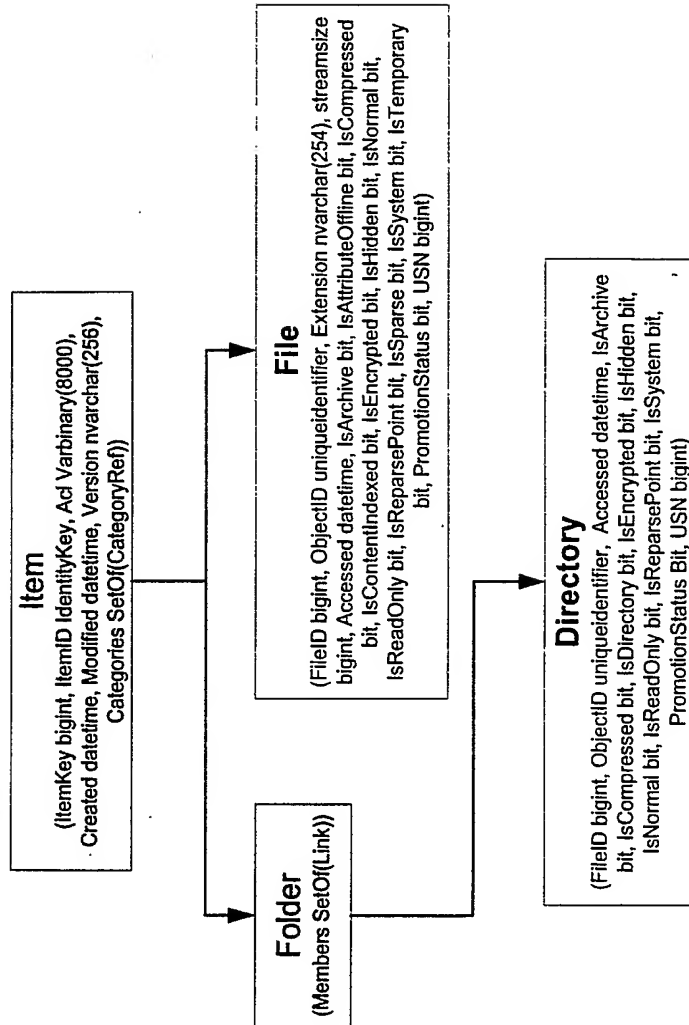 Item
(ItemKey bigint, ItemID IdentityKey, Acl Varbinary(8000),
Created datetime, Modified datetime, Version nvarchar(256),
Categories SetOf(CategoryRef))
Folder
(Members SetOf(Link))
File
(FileID bigint, ObjectID uniqueidentifier, Extension nvarchar(254), streamsize
bigint, Accessed datetime, IsArchive bit, IsAttributeOffline bit, IsCompressed
bit, IsContentIndexed bit, IsEncrypted bit, IsHidden bit, IsNormal bit,
IsReadOnly bit, IsReparsePoint bit, IsSparse bit, IsSystem bit, IsTemporary
bit, PromotionStatus bit, USN bigint)
Directory
(FileID bigint, ObjectID uniqueidentifier, Accessed datetime, IsArchive
bit, IsCompressed bit, IsDirectory bit, IsEncrypted bit, IsHidden bit,
IsNormal bit, IsReadOnly bit, IsReparsePoint bit, IsSystem bit,
PromotionStatus Bit, USN bigint)